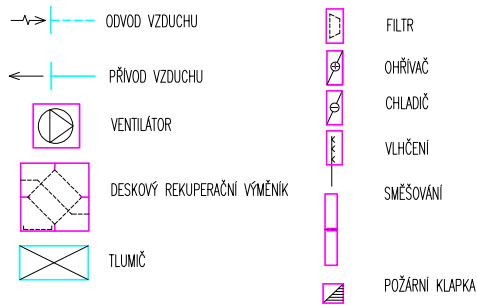 ODVOD VZDUCHU
PŘÍVOD VZDUCHU
VENTILÁTOR
DESKOVÝ REKUPERAČNÍ VÝMĚNÍK
TLUMIČ
FILTR
OHŘÍVAČ
CHLADIČ
VLHČENÍ
SMĚŠOVÁNÍ
POŽÁRNÍ KLAPKA